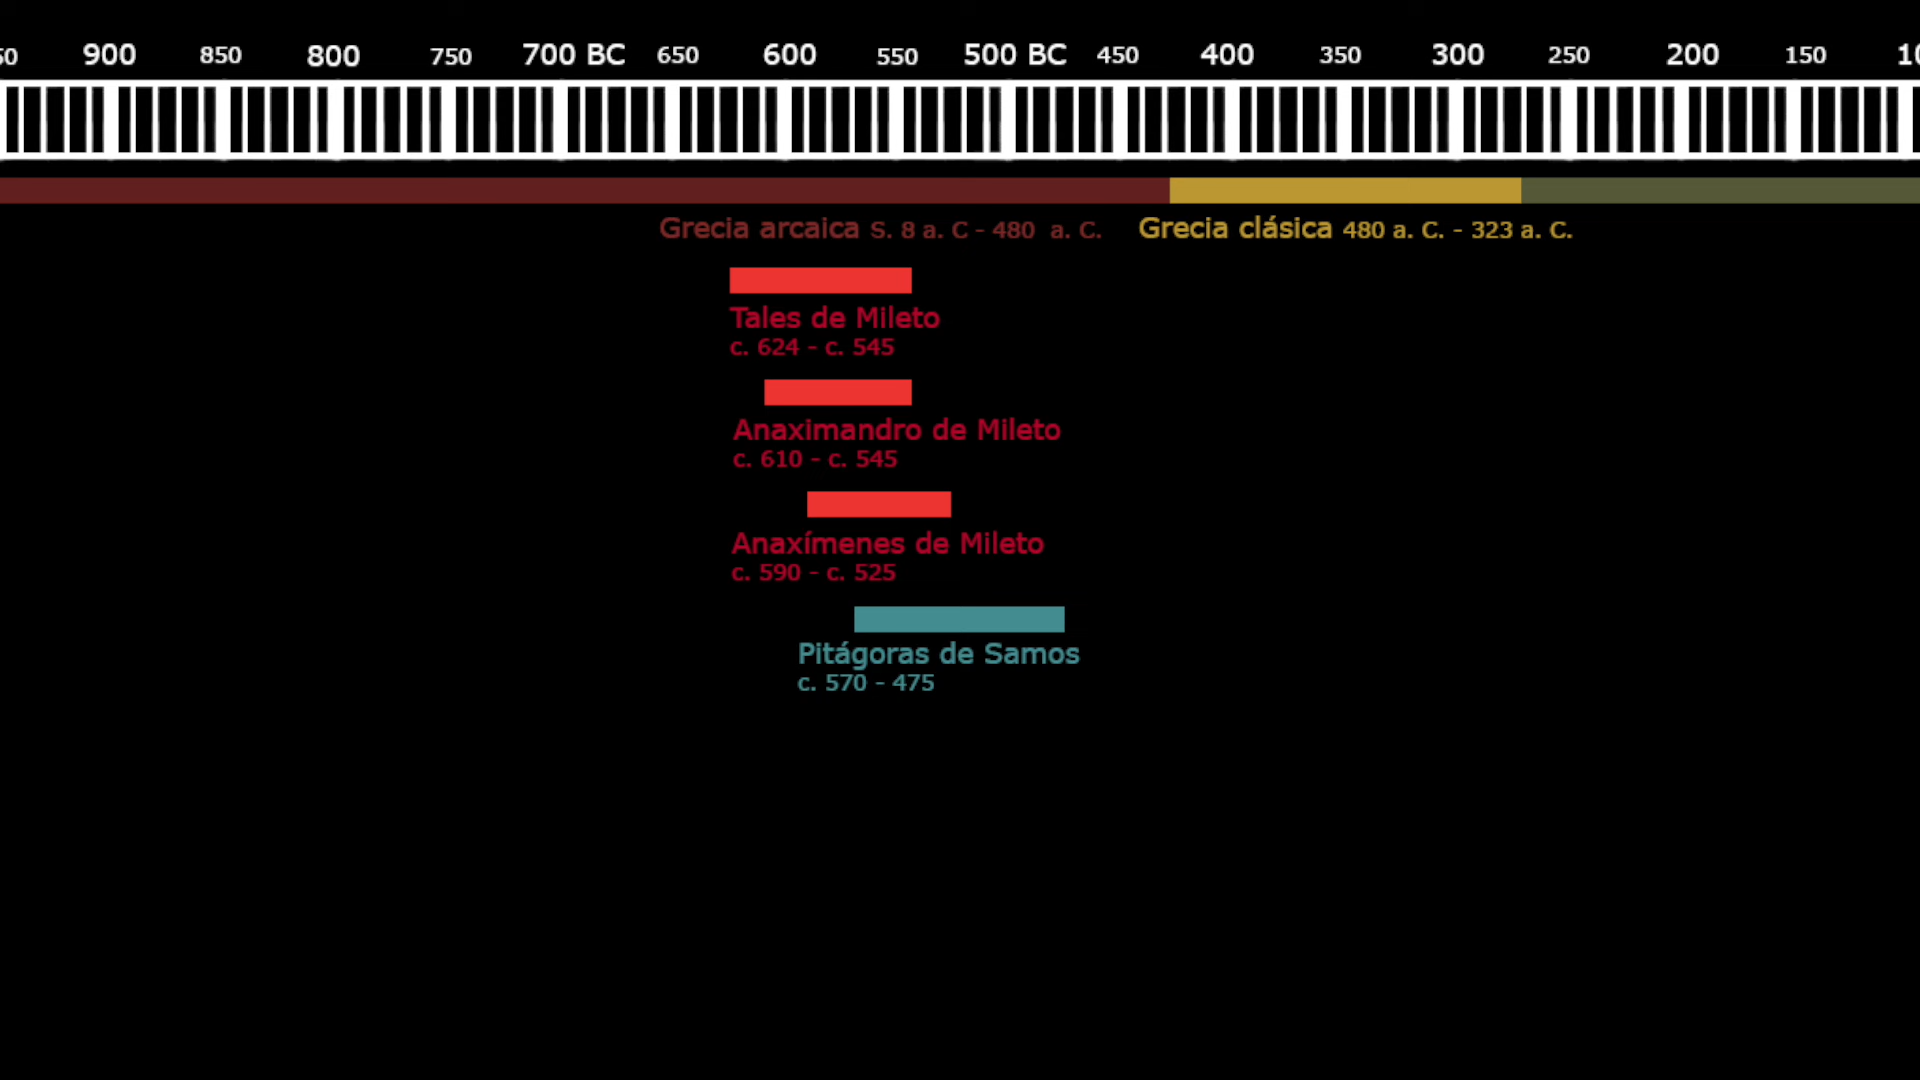 900 850 800 750 700 BC 650 600 550 500 BC 450 400 350 300 250 200 150
Grecia arcaica S. 8 a. C - 480 a. C. Grecia clásica 480 a. C. - 323 a. C.
Tales de Mileto
c. 624 - c. 545
Anaximandro de Mileto
c. 610 - c. 545
Anaxímenes de Mileto
c. 590 - c. 525
Pitágoras de Samos
c. 570 - 475